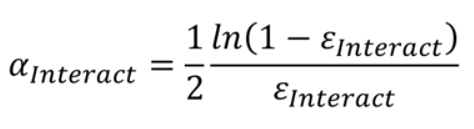 α_Interact = 1/2 ln(1 − ε_Interact)/ε_Interact